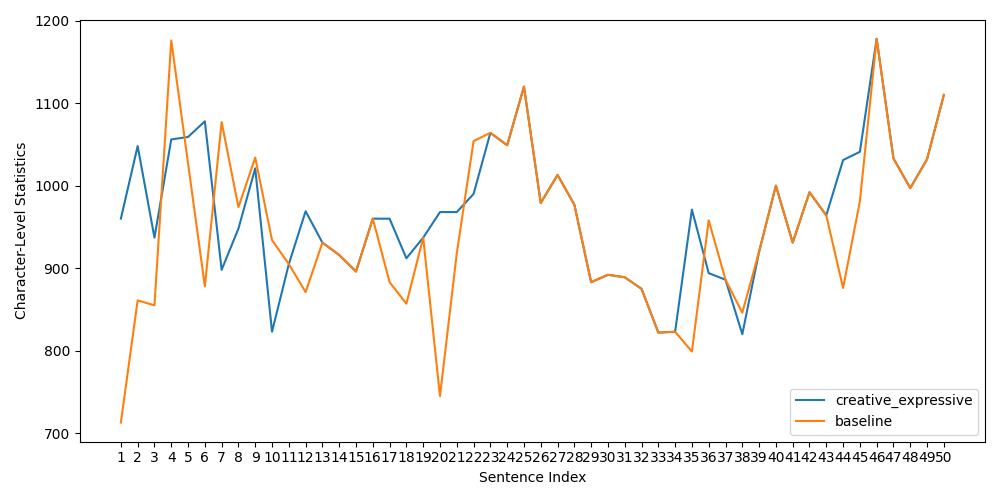 1200
1100
1000
900
800
700
Character-Level Statistics
1 2 3 4 5 6 7 8 9 10 11 12 13 14 15 16 17 18 19 20 21 22 23 24 25 26 27 28 29 30 31 32 33 34 35 36 37 38 39 40 41 42 43 44 45 46 47 48 49 50
Sentence Index
creative_expressive
baseline